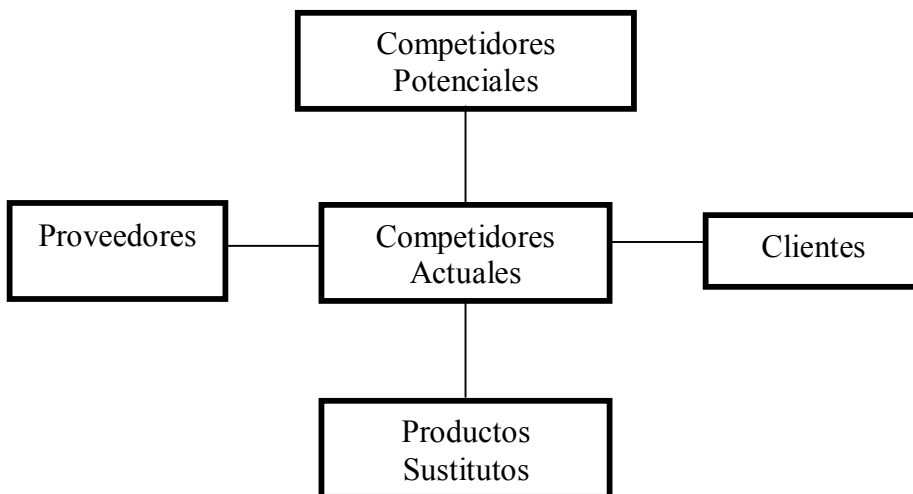 Competidores
Potenciales
Proveedores
Competidores
Actuales
Clientes
Productos
Sustitutos